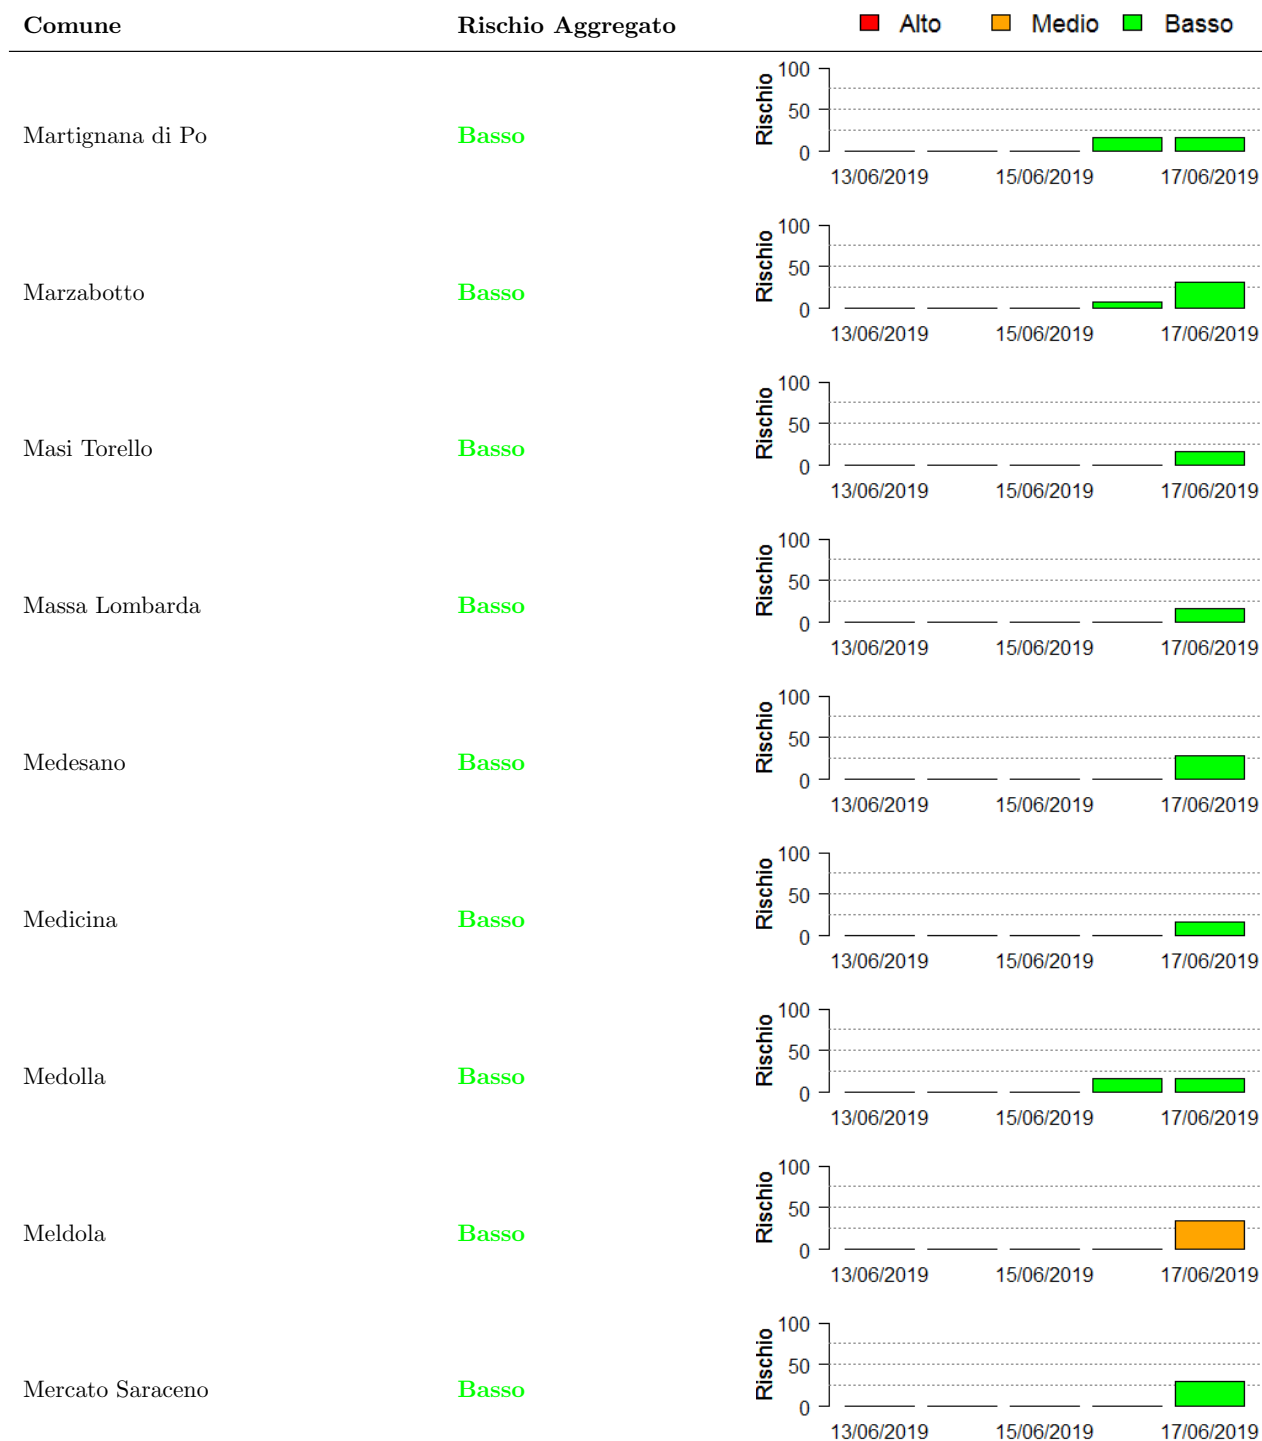 Comune Rischio Aggregato Alto Medio Basso
Martignana di Po Basso
Rischio
100
50
0
13/06/2019 15/06/2019 17/06/2019
Marzabotto Basso
Rischio
100
50
0
13/06/2019 15/06/2019 17/06/2019
Masi Torello Basso
Rischio
100
50
0
13/06/2019 15/06/2019 17/06/2019
Massa Lombarda Basso
Rischio
100
50
0
13/06/2019 15/06/2019 17/06/2019
Medesano Basso
Rischio
100
50
0
13/06/2019 15/06/2019 17/06/2019
Medicina Basso
Rischio
100
50
0
13/06/2019 15/06/2019 17/06/2019
Medolla Basso
Rischio
100
50
0
13/06/2019 15/06/2019 17/06/2019
Meldola Basso
Rischio
100
50
0
13/06/2019 15/06/2019 17/06/2019
Mercato Saraceno Basso
Rischio
100
50
0
13/06/2019 15/06/2019 17/06/2019